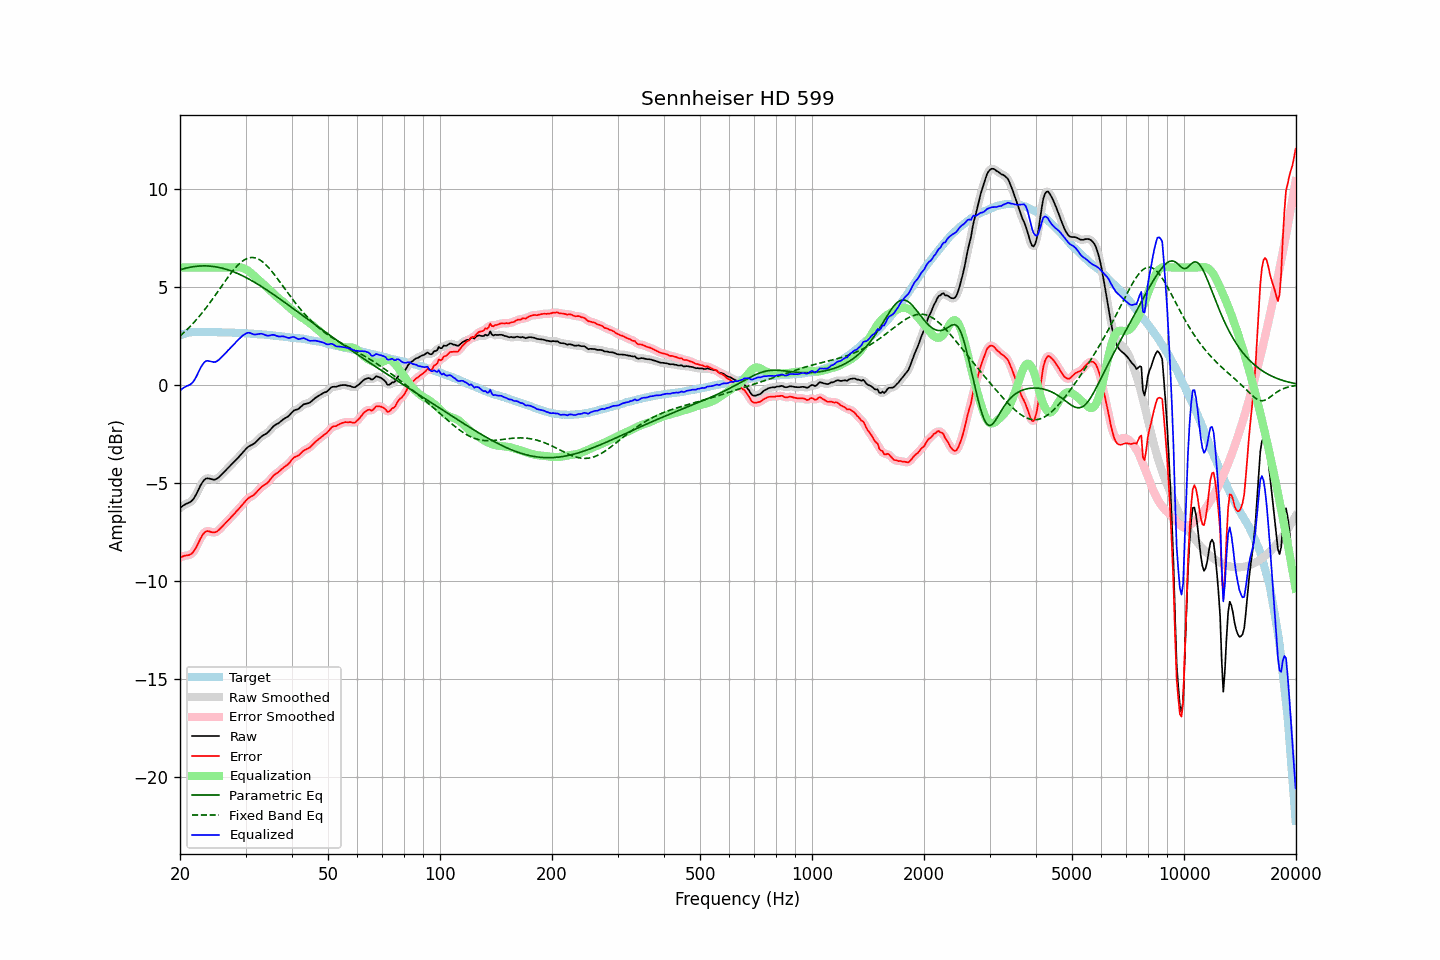 Sennheiser HD 599
Amplitude (dBr)
10
5
0
−5
−10
−15
−20
Target
Raw Smoothed
Error Smoothed
Raw
Error
Equalization
Parametric Eq
Fixed Band Eq
Equalized
20 50 100 200 500 1000 2000 5000 10000 20000
Frequency (Hz)